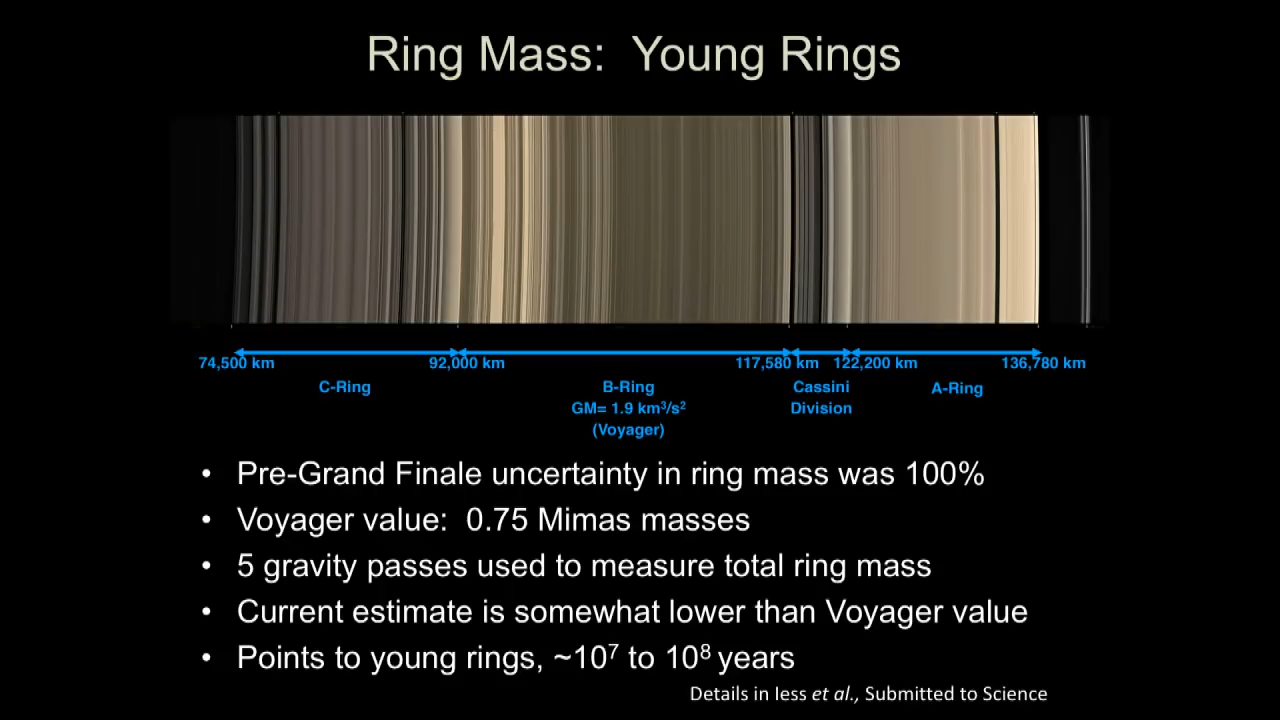 Ring Mass:  Young Rings
74,500 km 92,000 km 117,580 km 122,200 km 136,780 km
C-Ring B-Ring Cassini A-Ring
GM= 1.9 km³/s² Division
(Voyager)
• Pre-Grand Finale uncertainty in ring mass was 100%
• Voyager value:  0.75 Mimas masses
• 5 gravity passes used to measure total ring mass
• Current estimate is somewhat lower than Voyager value
• Points to young rings, ~10⁷ to 10⁸ years
Details in Iess et al., Submitted to Science